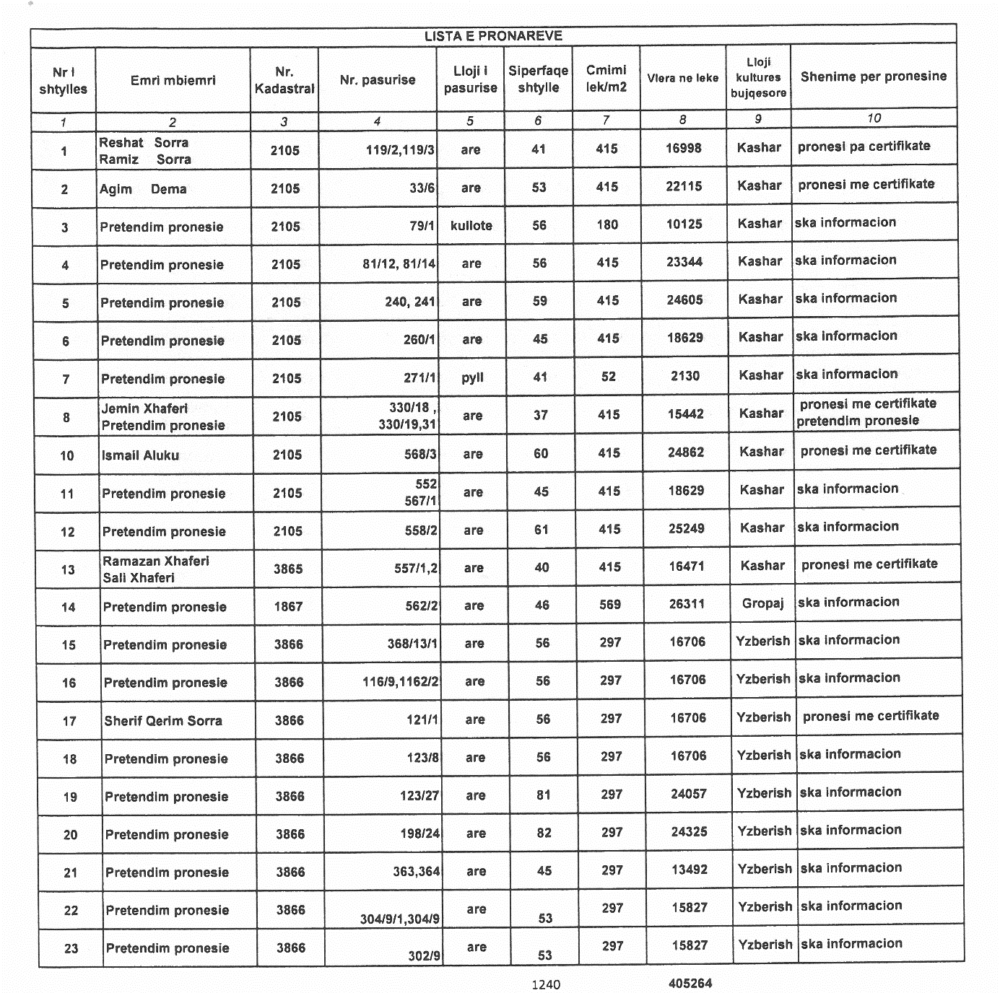 LISTA E PRONAREVE
Nr I shtylles Emri mbiemri Nr. Kadastral Nr. pasurise Lloji i pasurise Siperfaqe shtylle Cmimi lek/m2 Vlera ne leke Lloji kultures bujqesore Shenime per pronesine
1 2 3 4 5 6 7 8 9 10
1 Reshat Sorra Ramiz Sorra 2105 119/2,119/3 are 41 415 16998 Kashar pronesi pa certifikate
2 Agim Dema 2105 33/6 are 53 415 22115 Kashar pronesi me certifikate
3 Pretendim pronesie 2105 79/1 kullote 56 180 10125 Kashar ska informacion
4 Pretendim pronesie 2105 81/12, 81/14 are 56 415 23344 Kashar ska informacion
5 Pretendim pronesie 2105 240, 241 are 59 415 24605 Kashar ska informacion
6 Pretendim pronesie 2105 260/1 are 45 415 18629 Kashar ska informacion
7 Pretendim pronesie 2105 271/1 pyll 41 52 2130 Kashar ska informacion
8 Jemin Xhaferi Pretendim pronesie 2105 330/18 , 330/19,31 are 37 415 15442 Kashar pronesi me certifikate pretendim pronesie
10 Ismail Aluku 2105 568/3 are 60 415 24862 Kashar pronesi me certifikate
11 Pretendim pronesie 2105 552 567/1 are 45 415 18629 Kashar ska informacion
12 Pretendim pronesie 2105 558/2 are 61 415 25249 Kashar ska informacion
13 Ramazan Xhaferi Sali Xhaferi 3865 557/1,2 are 40 415 16471 Kashar pronesi me certifikate
14 Pretendim pronesie 1867 562/2 are 46 569 26311 Gropaj ska informacion
15 Pretendim pronesie 3866 368/13/1 are 56 297 16706 Yzberish ska informacion
16 Pretendim pronesie 3866 116/9,1162/2 are 56 297 16706 Yzberish ska informacion
17 Sherif Qerim Sorra 3866 121/1 are 56 297 16706 Yzberish pronesi me certifikate
18 Pretendim pronesie 3866 123/8 are 56 297 16706 Yzberish ska informacion
19 Pretendim pronesie 3866 123/27 are 81 297 24057 Yzberish ska informacion
20 Pretendim pronesie 3866 198/24 are 82 297 24325 Yzberish ska informacion
21 Pretendim pronesie 3866 363,364 are 45 297 13492 Yzberish ska informacion
22 Pretendim pronesie 3866 304/9/1,304/9 are 53 297 15827 Yzberish ska informacion
23 Pretendim pronesie 3866 302/9 are 53 297 15827 Yzberish ska informacion
1240 405264